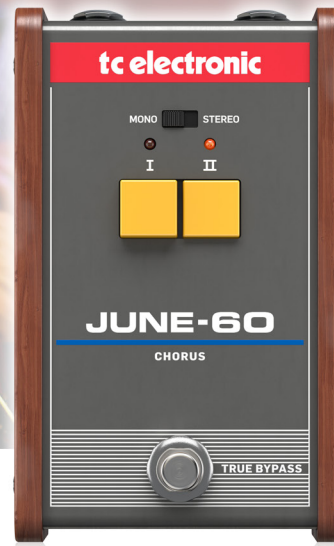 tc electronic
MONO STEREO
I II
JUNE-60
CHORUS
TRUE BYPASS